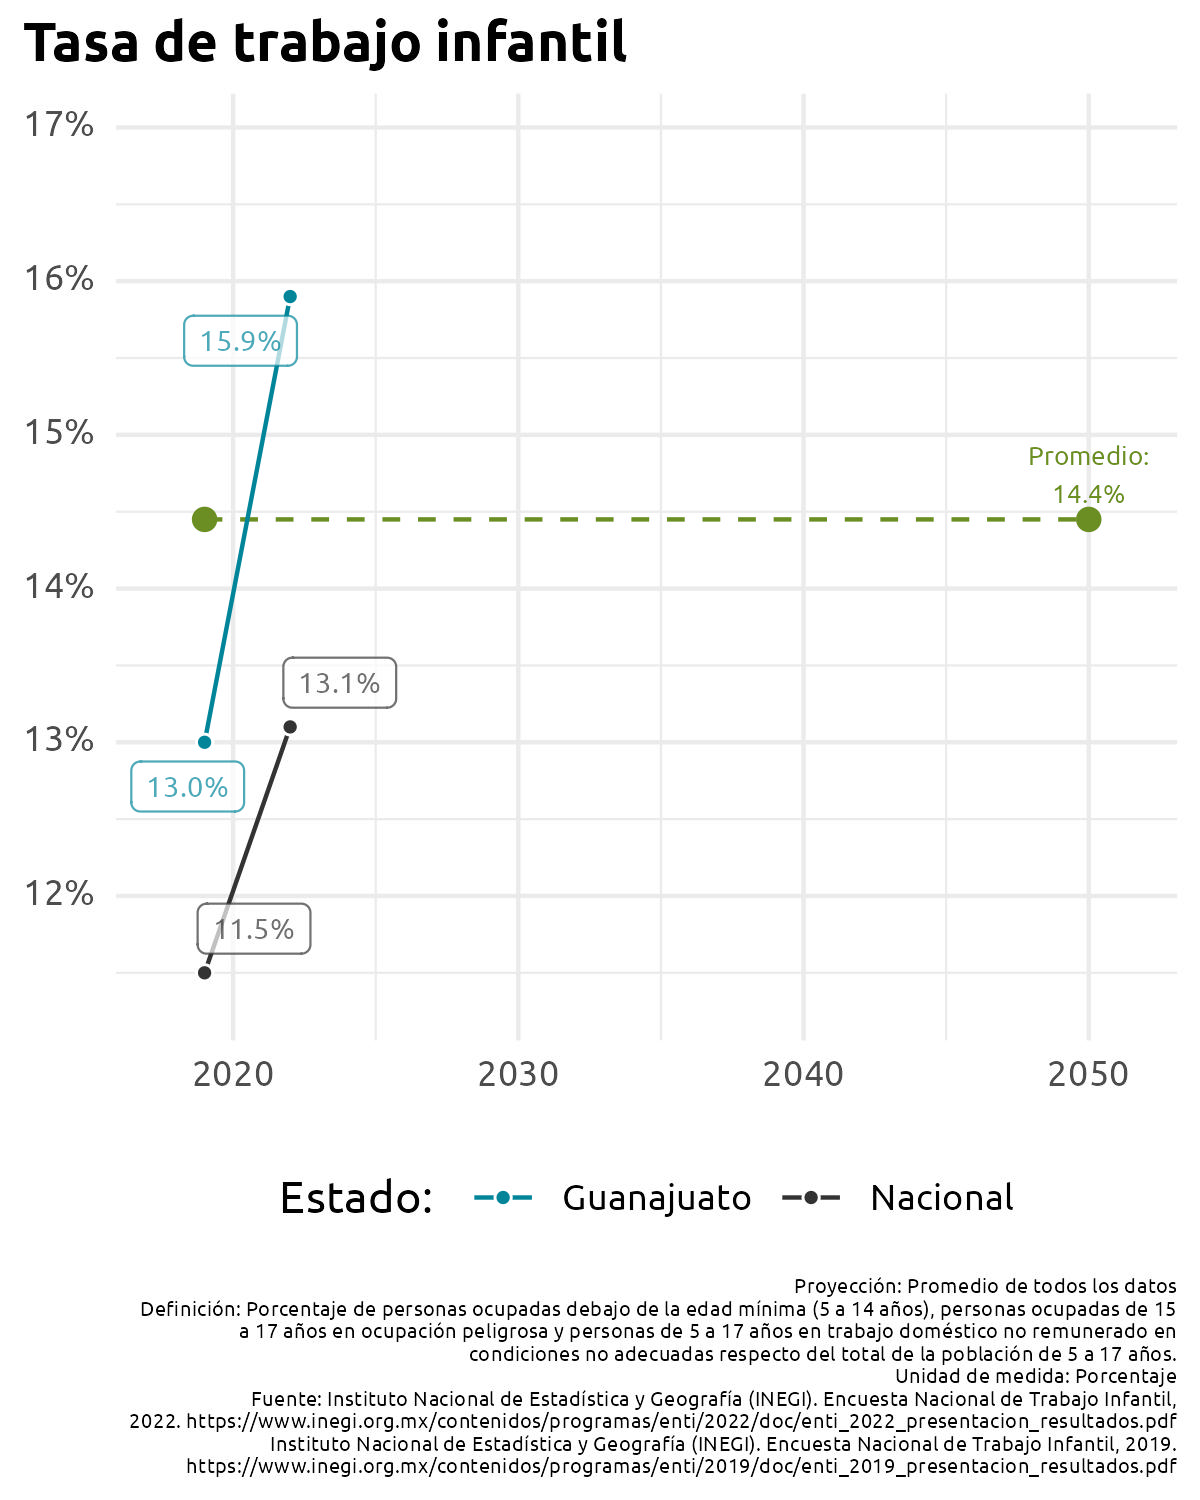 Tasa de trabajo infantil
17%
16%
15.9%
15%
Promedio:
14.4%
14%
13.1%
13%
13.0%
12%
11.5%
2020 2030 2040 2050
Estado: Guanajuato Nacional
Proyección: Promedio de todos los datos
Definición: Porcentaje de personas ocupadas debajo de la edad mínima (5 a 14 años), personas ocupadas de 15
a 17 años en ocupación peligrosa y personas de 5 a 17 años en trabajo doméstico no remunerado en
condiciones no adecuadas respecto del total de la población de 5 a 17 años.
Unidad de medida: Porcentaje
Fuente: Instituto Nacional de Estadística y Geografía (INEGI). Encuesta Nacional de Trabajo Infantil,
2022. https://www.inegi.org.mx/contenidos/programas/enti/2022/doc/enti_2022_presentacion_resultados.pdf
Instituto Nacional de Estadística y Geografía (INEGI). Encuesta Nacional de Trabajo Infantil, 2019.
https://www.inegi.org.mx/contenidos/programas/enti/2019/doc/enti_2019_presentacion_resultados.pdf